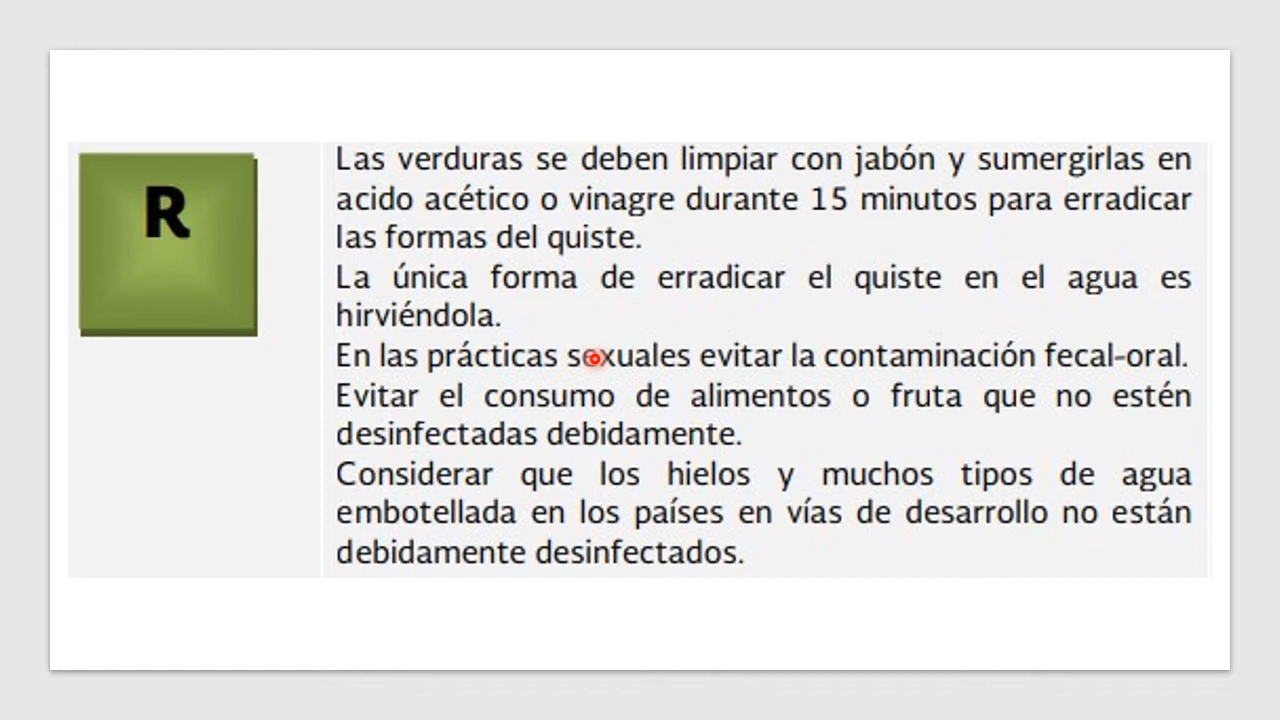 R
Las verduras se deben limpiar con jabón y sumergirlas en
acido acético o vinagre durante 15 minutos para erradicar
las formas del quiste.
La única forma de erradicar el quiste en el agua es
hirviéndola.
En las prácticas sexuales evitar la contaminación fecal-oral.
Evitar el consumo de alimentos o fruta que no estén
desinfectadas debidamente.
Considerar que los hielos y muchos tipos de agua
embotellada en los países en vías de desarrollo no están
debidamente desinfectados.